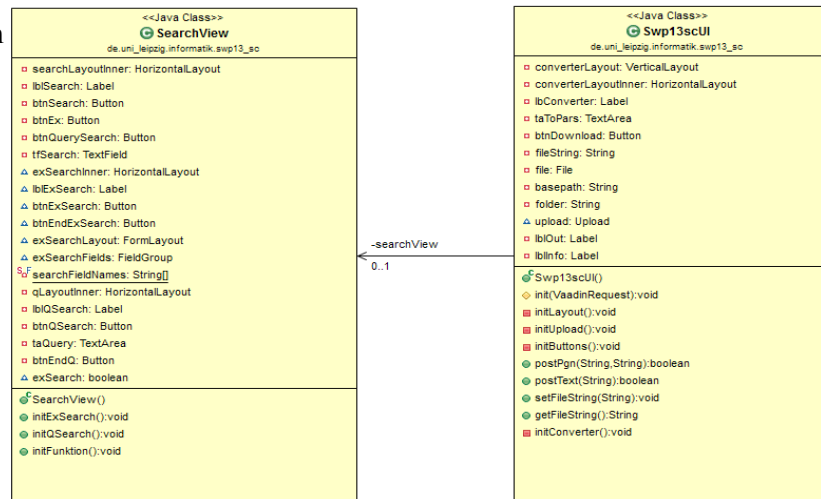 n
<<Java Class>>
SearchView
de.uni_leipzig.informatik.swp13_sc
searchLayoutInner: HorizontalLayout
lblSearch: Label
btnSearch: Button
btnEx: Button
btnQuerySearch: Button
tfSearch: TextField
exSearchInner: HorizontalLayout
lblExSearch: Label
btnExSearch: Button
btnEndExSearch: Button
exSearchLayout: FormLayout
exSearchFields: FieldGroup
S F searchFieldNames: String[]
qLayoutInner: HorizontalLayout
lblQSearch: Label
btnQSearch: Button
taQuery: TextArea
btnEndQ: Button
exSearch: boolean
SearchView()
initExSearch():void
initQSearch():void
initFunktion():void
-searchView
0..1
<<Java Class>>
Swp13scUI
de.uni_leipzig.informatik.swp13_sc
converterLayout: VerticalLayout
converterLayoutInner: HorizontalLayout
lbConverter: Label
taToPars: TextArea
btnDownload: Button
fileString: String
file: File
basepath: String
folder: String
upload: Upload
lblOut: Label
lblInfo: Label
Swp13scUI()
init(VaadinRequest):void
initLayout():void
initUpload():void
initButtons():void
postPgn(String,String):boolean
postText(String):boolean
setFileString(String):void
getFileString():String
initConverter():void